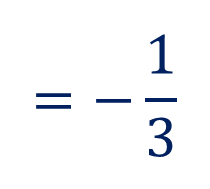 = − 1/3